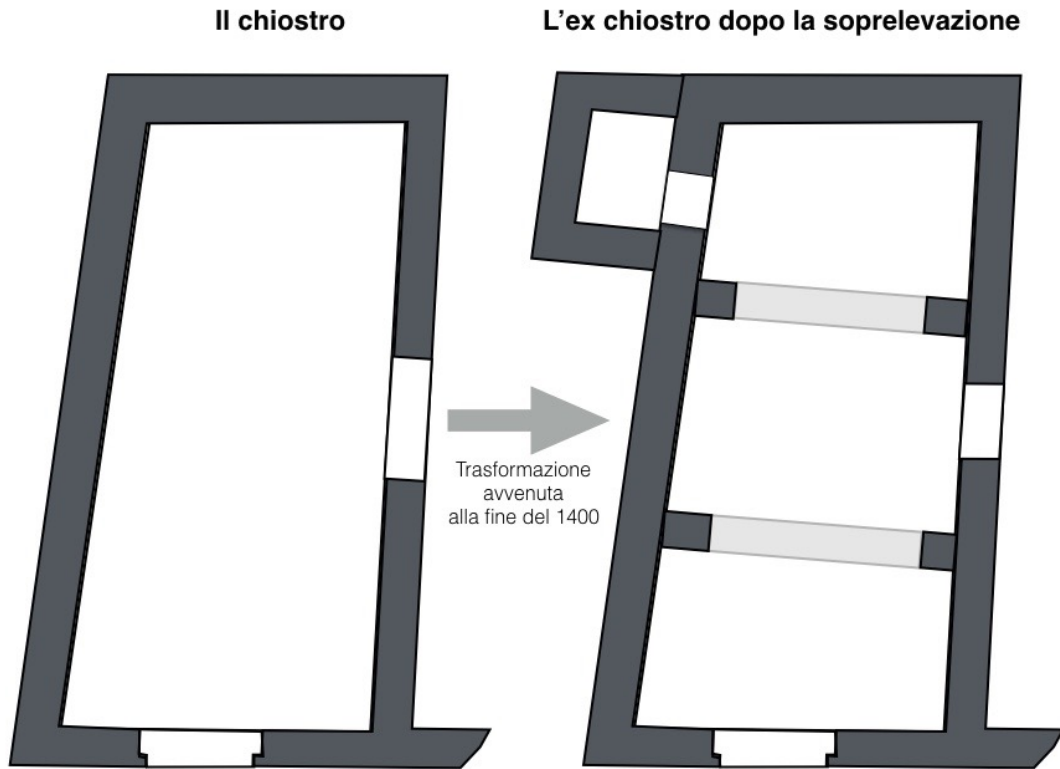 Il chiostro
L'ex chiostro dopo la soprelevazione
Trasformazione
avvenuta
alla fine del 1400